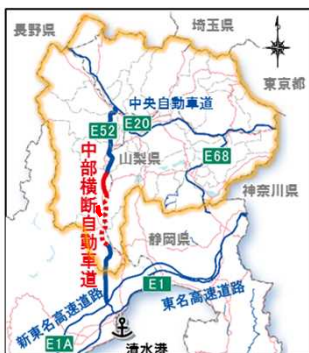 長野県
埼玉県
東京都
中央自動車道
E52
E20
山梨県
E68
中部横断自動車道
神奈川県
静岡県
E1
新東名高速道路
東名高速道路
E1A
清水港